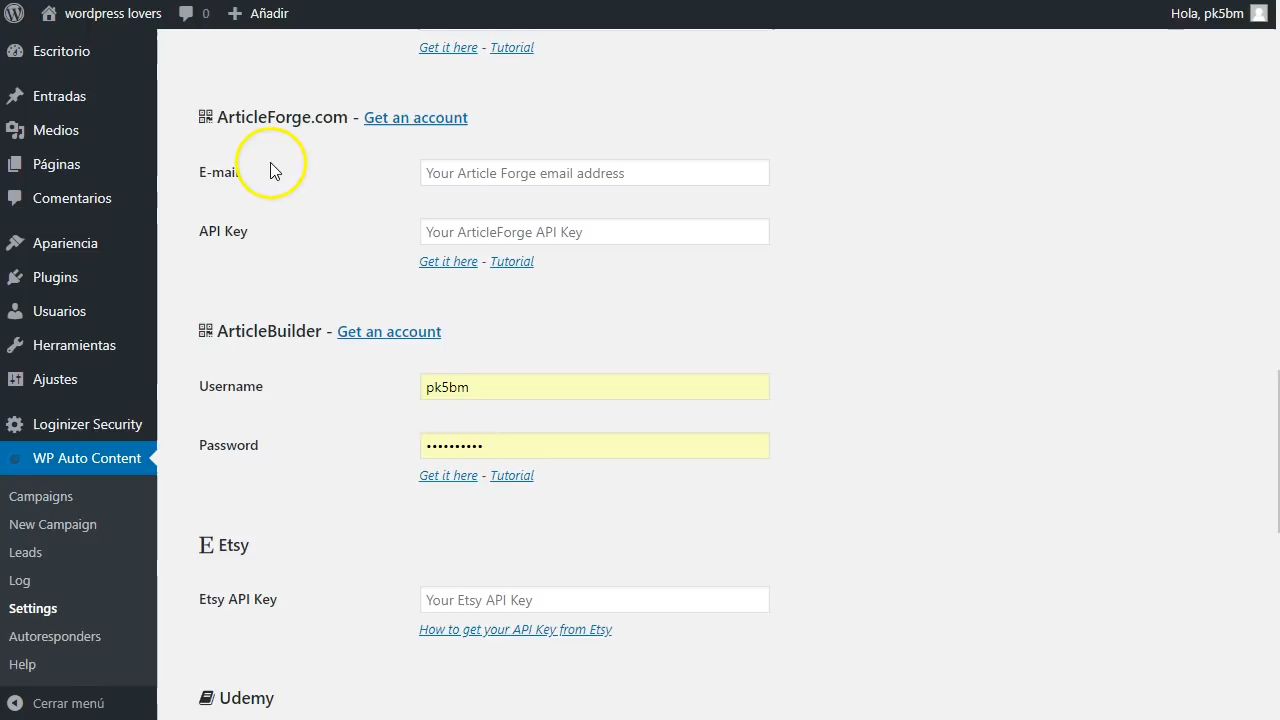 wordpress lovers 0 Añadir Hola, pk5bm
Escritorio
Entradas
Medios
Páginas
Comentarios
Apariencia
Plugins
Usuarios
Herramientas
Ajustes
Loginizer Security
WP Auto Content
Campaigns
New Campaign
Leads
Log
Settings
Autoresponders
Help
Cerrar menú
Get it here - Tutorial
ArticleForge.com - Get an account
E-mail Your Article Forge email address
API Key Your ArticleForge API Key
Get it here - Tutorial
ArticleBuilder - Get an account
Username pk5bm
Password ••••••••••
Get it here - Tutorial
E Etsy
Etsy API Key Your Etsy API Key
How to get your API Key from Etsy
Udemy